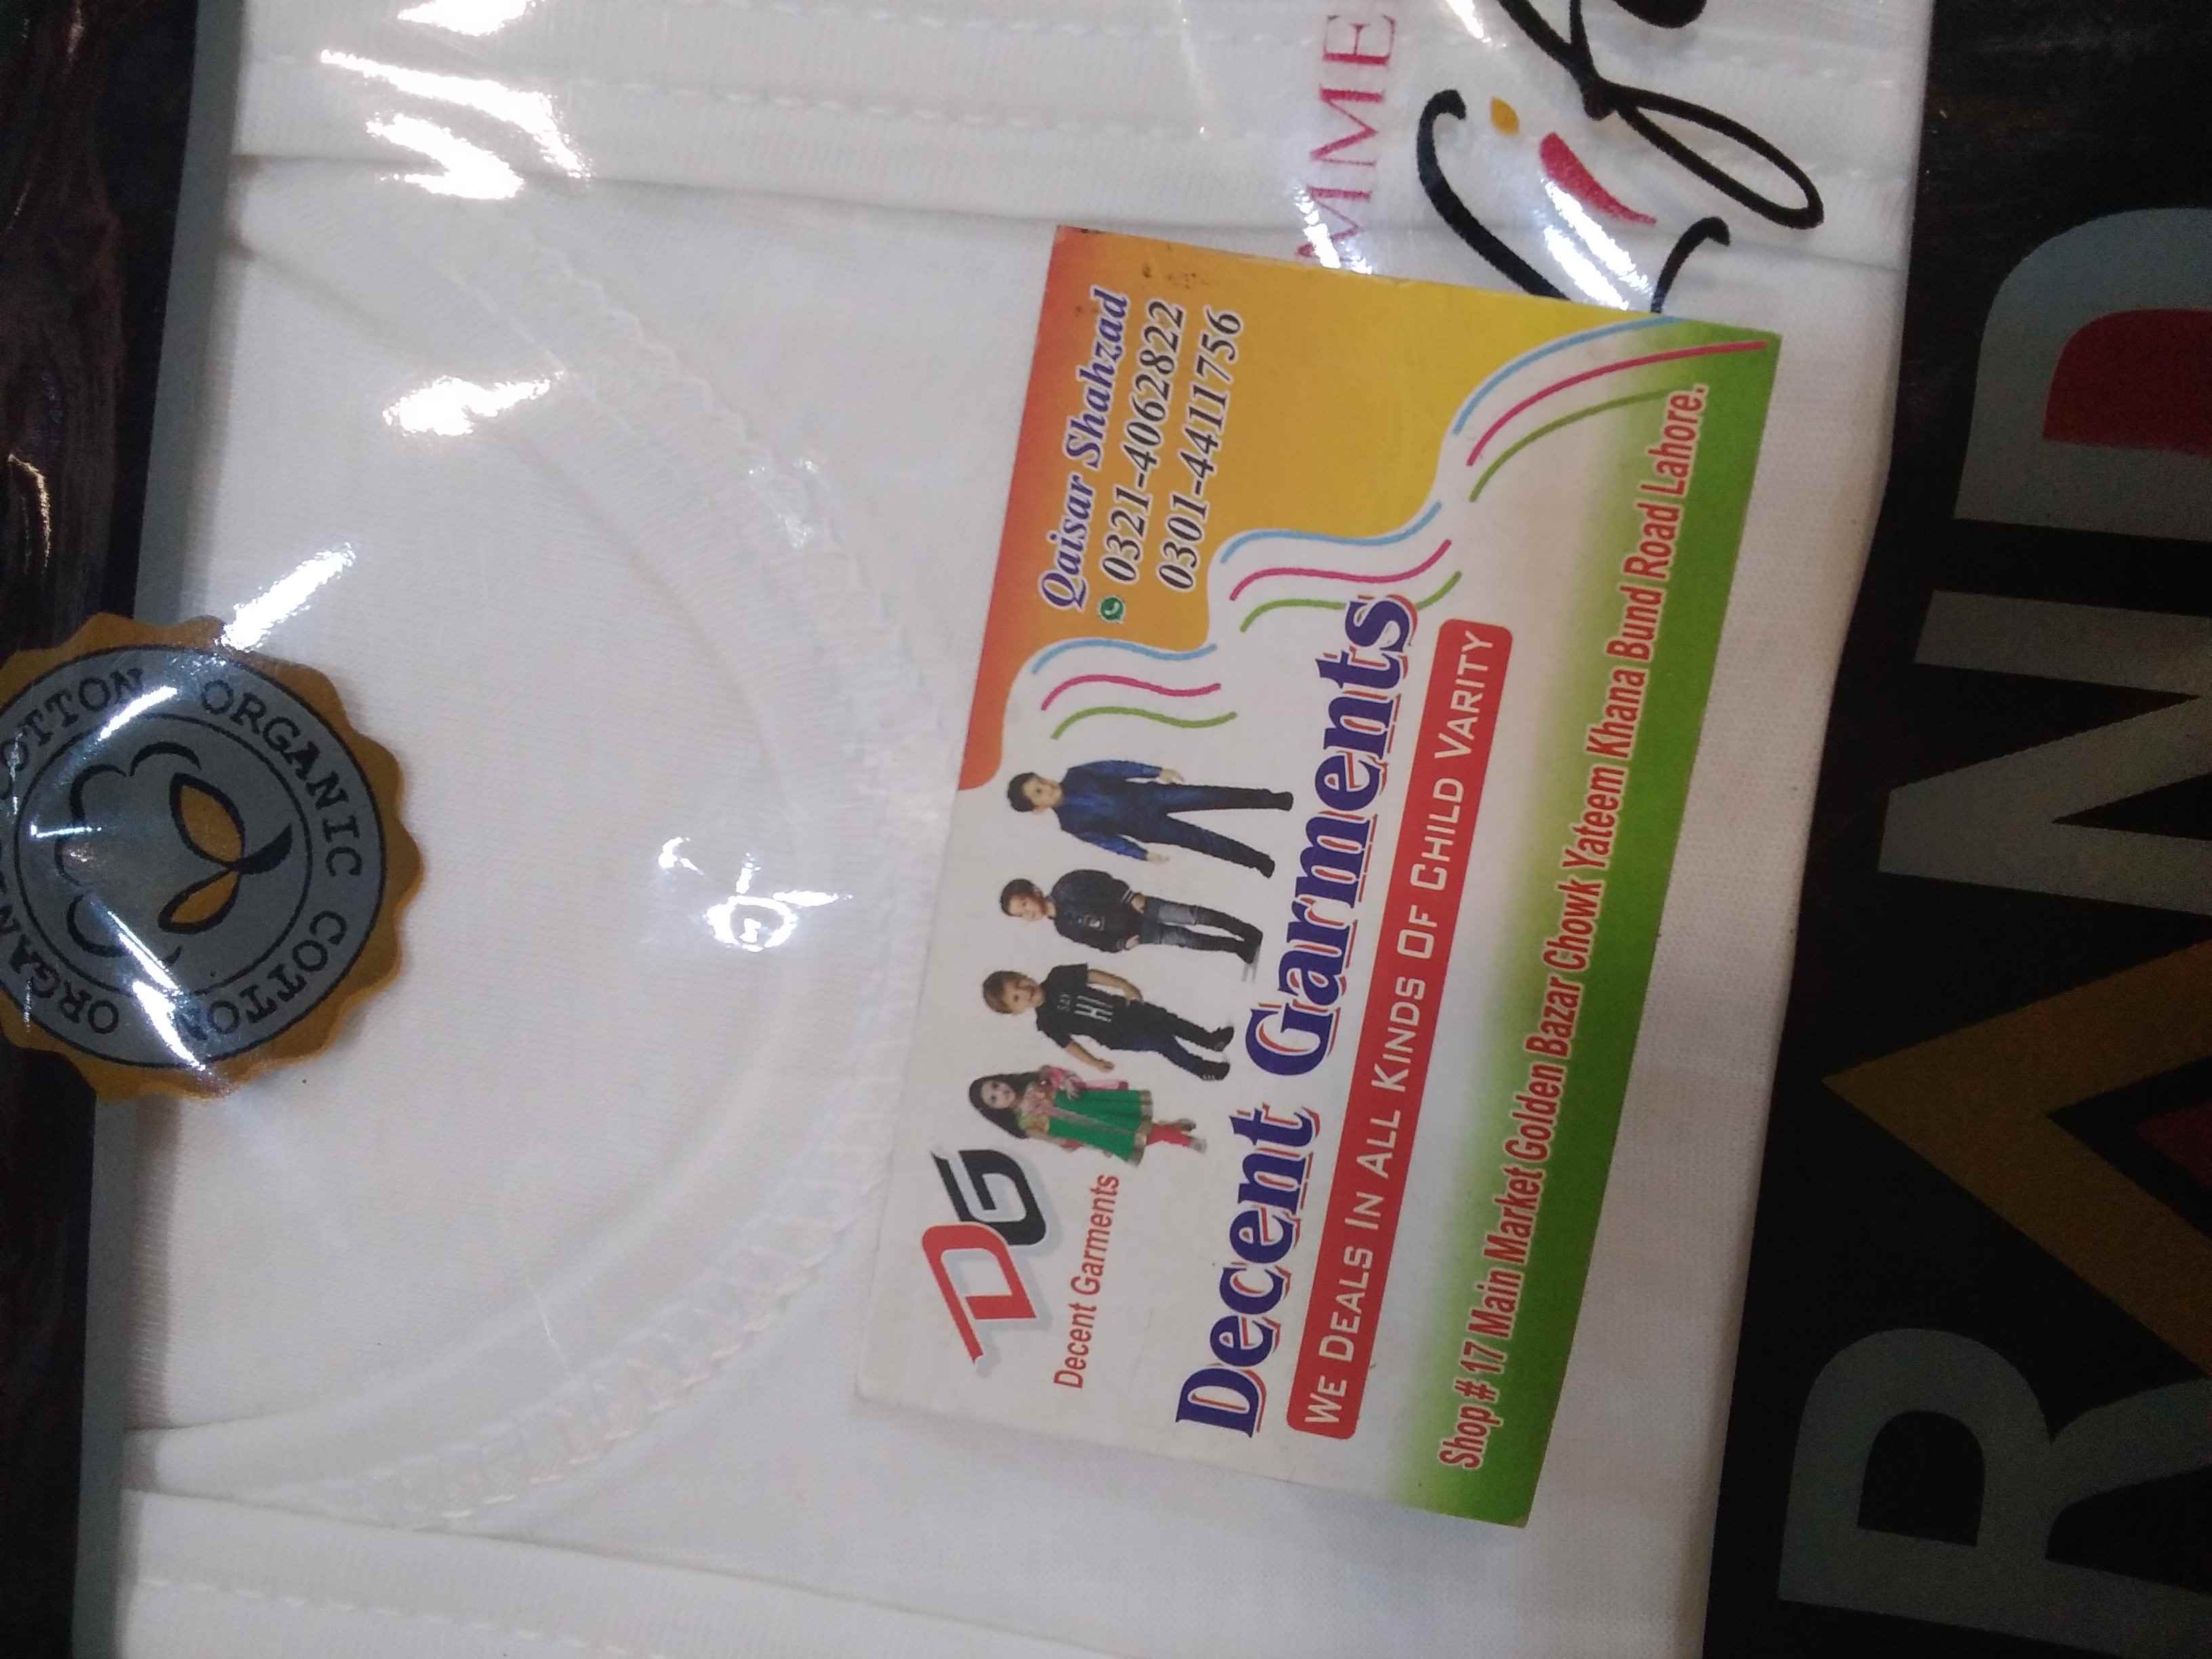 ORGANIC COTTON ORGANIC COTTON
DG
Decent Garments
SAY
HI
Qaisar Shahzad
0321-4062822
0301-4411756
Decent Garments
WE DEALS IN ALL KINDS OF CHILD VARITY
Shop # 17 Main Market Golden Bazar Chowk Yateem Khana Bund Road Lahore.